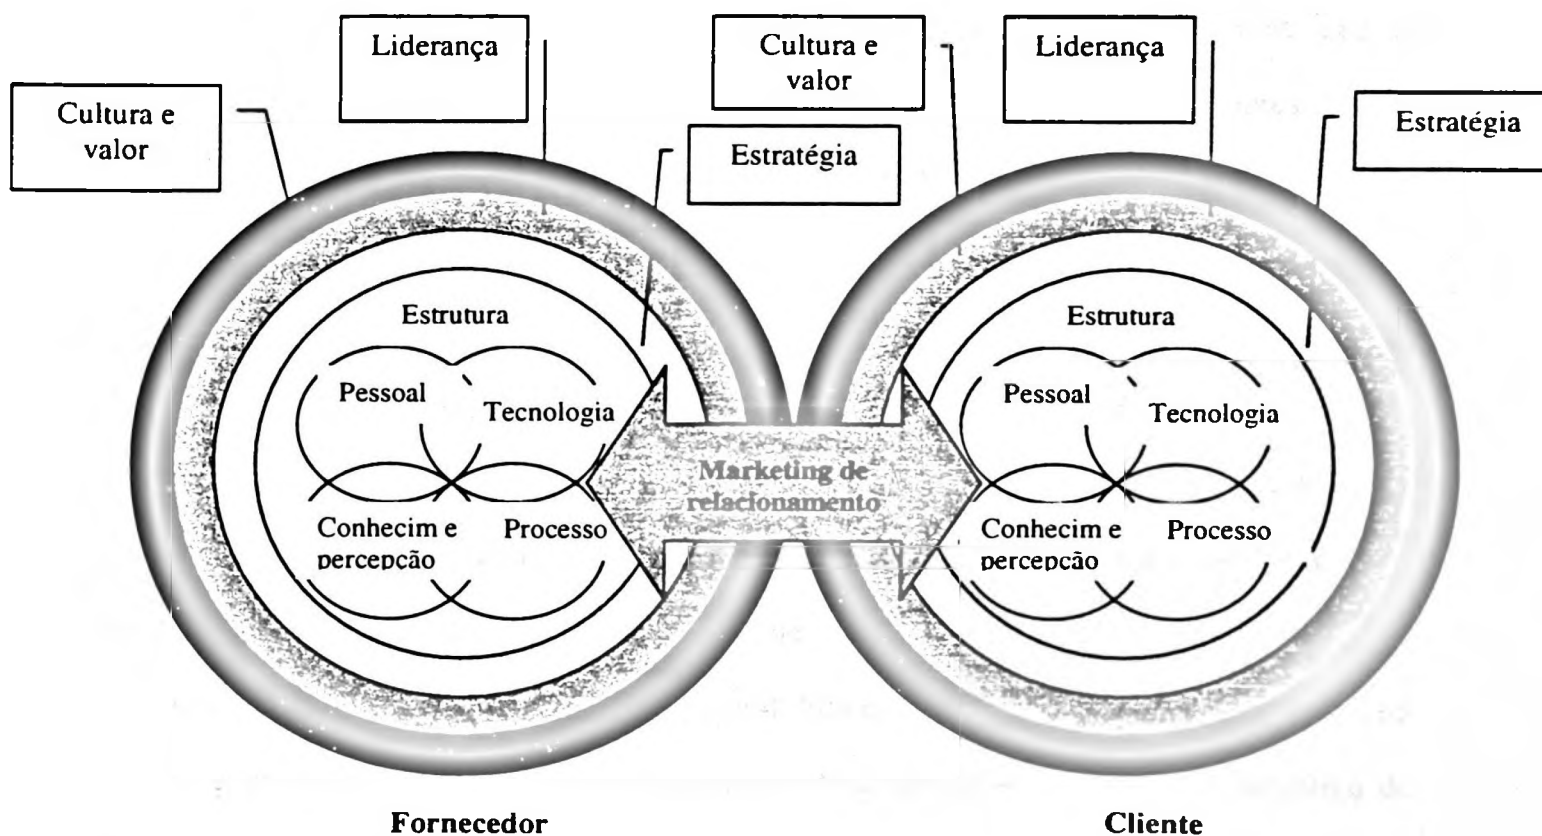 Liderança
Cultura e
valor
Liderança
Cultura e
valor
Estratégia
Estratégia
Estrutura
Pessoal
Tecnologia
Conhecim e
percepção
Processo
Marketing de
relacionamento
Estrutura
Pessoal
Tecnologia
Conhecim e
percepção
Processo
Fornecedor
Cliente